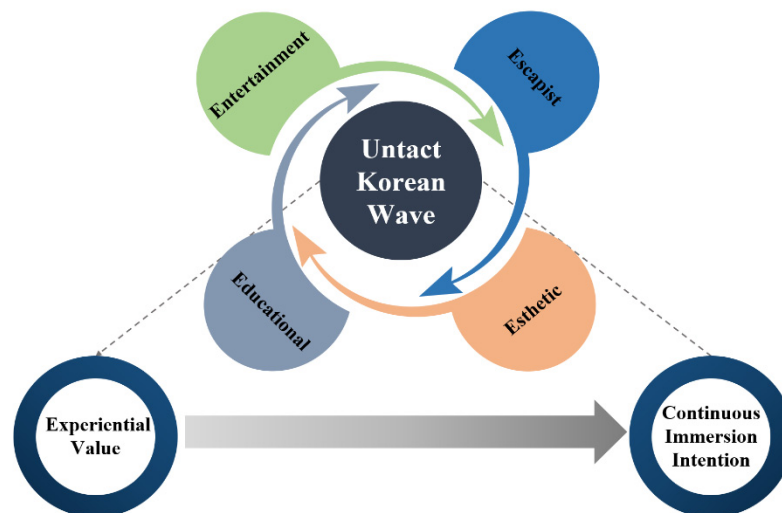 Entertainment
Escapist
Untact
Korean
Wave
Educational
Esthetic
Experiential
Value
Continuous
Immersion
Intention